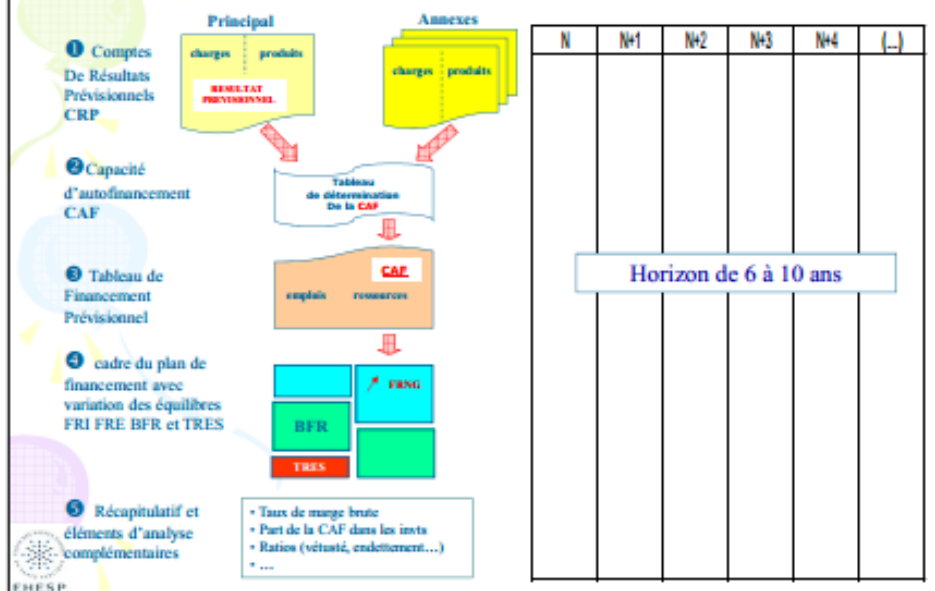 Principal
Annexes
❶ Comptes
De Résultats
Prévisionnels
CRP
charges produits
RESULTAT
PREVISIONNEL
charges produits
❷Capacité
d'autofinancement
CAF
Tableau
de détermination
De la CAF
❸ Tableau de
Financement
Prévisionnel
CAF
emplois ressources
❹ cadre du plan de
financement avec
variation des équilibres
FRI FRE BFR et TRES
FRNG
BFR
TRES
❺ Récapitulatif et
éléments d'analyse
complémentaires
• Taux de marge brute
• Part de la CAF dans les invts
• Ratios (vétusté, endettement…)
• …
EHESP
N N+1 N+2 N+3 N+4 (...)
Horizon de 6 à 10 ans